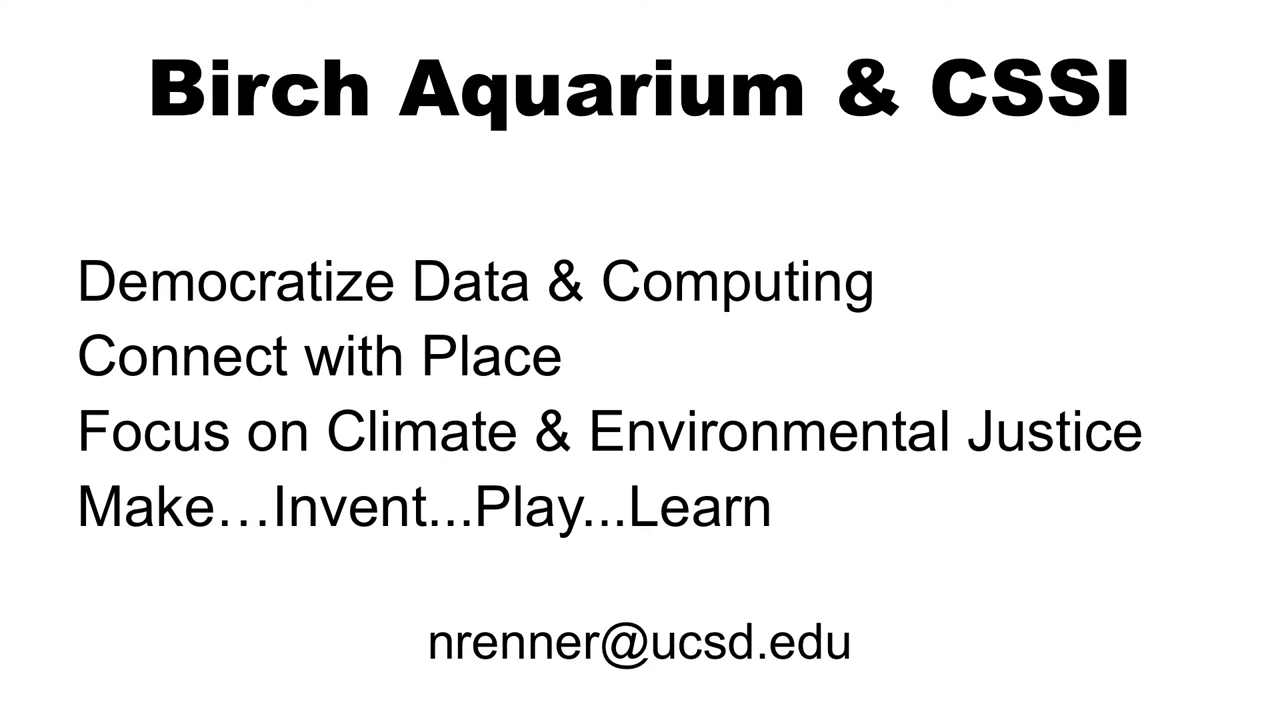 Birch Aquarium & CSSI
Democratize Data & Computing
Connect with Place
Focus on Climate & Environmental Justice
Make…Invent...Play...Learn
nrenner@ucsd.edu